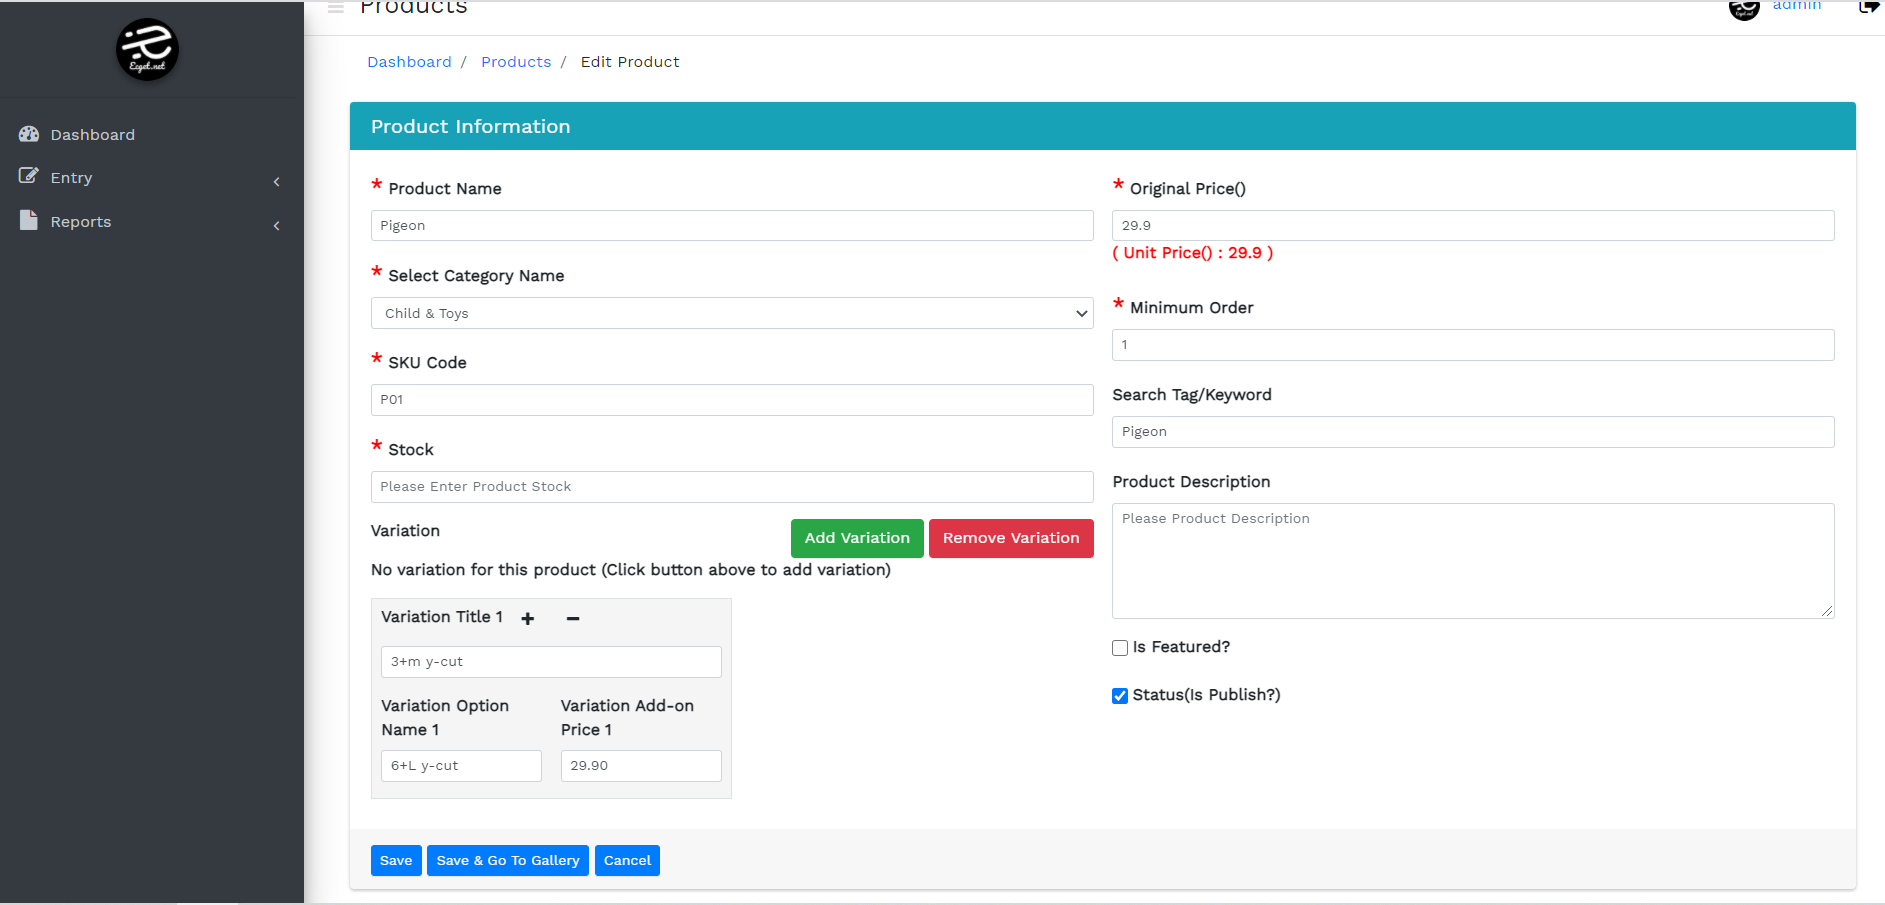 Products
admin
Ecget.net
Dashboard / Products / Edit Product
Dashboard
Entry
Reports
Product Information
* Product Name
Pigeon
* Select Category Name
Child & Toys
* SKU Code
P01
* Stock
Please Enter Product Stock
Variation
Add Variation
Remove Variation
No variation for this product (Click button above to add variation)
Variation Title 1
3+m y-cut
Variation Option
Name 1
6+L y-cut
Variation Add-on
Price 1
29.90
* Original Price()
29.9
( Unit Price() : 29.9 )
* Minimum Order
1
Search Tag/Keyword
Pigeon
Product Description
Please Product Description
Is Featured?
Status(Is Publish?)
Save
Save & Go To Gallery
Cancel